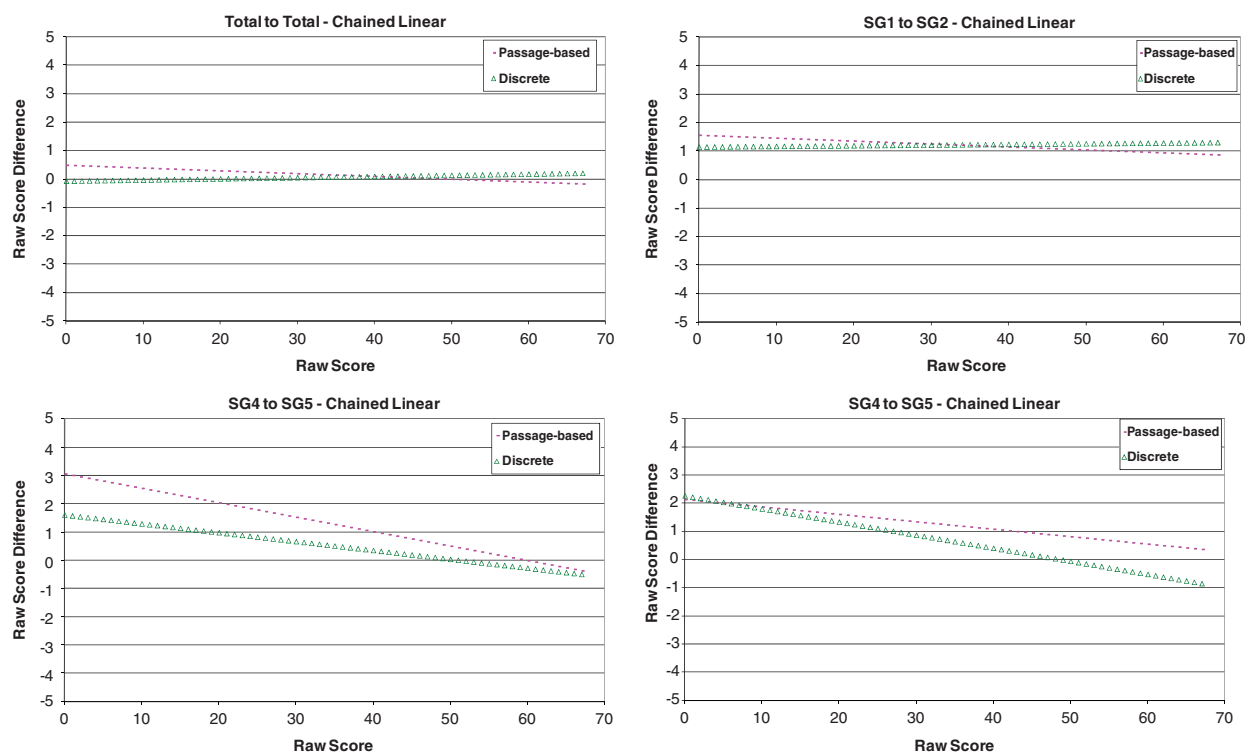 Total to Total - Chained Linear
5
4
3
2
1
0
-1
-2
-3
-4
-5
Raw Score Difference
Passage-based
Discrete
0 10 20 30 40 50 60 70
Raw Score
SG1 to SG2 - Chained Linear
5
4
3
2
1
0
-1
-2
-3
-4
-5
Raw Score Difference
Passage-based
Discrete
0 10 20 30 40 50 60 70
Raw Score
SG4 to SG5 - Chained Linear
5
4
3
2
1
0
-1
-2
-3
-4
-5
Raw Score Difference
Passage-based
Discrete
0 10 20 30 40 50 60 70
Raw Score
SG4 to SG5 - Chained Linear
5
4
3
2
1
0
-1
-2
-3
-4
-5
Raw Score Difference
Passage-based
Discrete
0 10 20 30 40 50 60 70
Raw Score